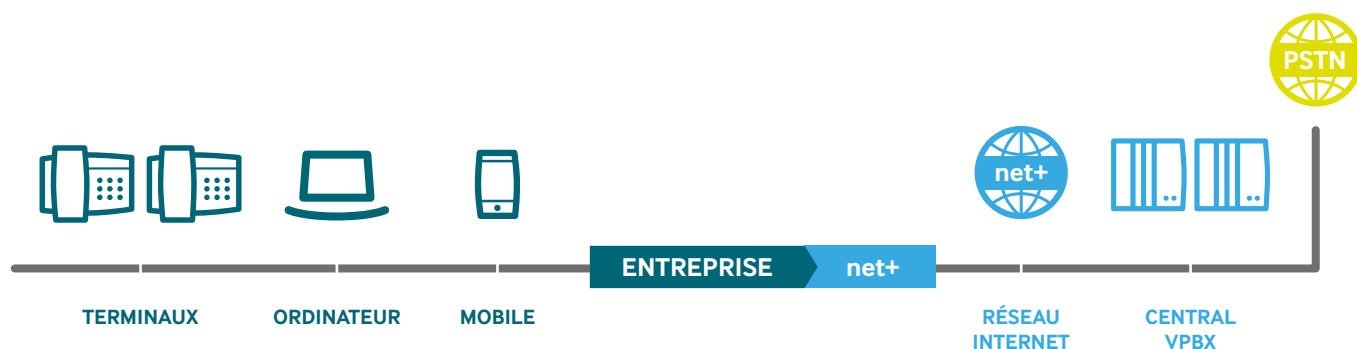 PSTN
net+
ENTREPRISE
net+
TERMINAUX
ORDINATEUR
MOBILE
RÉSEAU
INTERNET
CENTRAL
VPBX